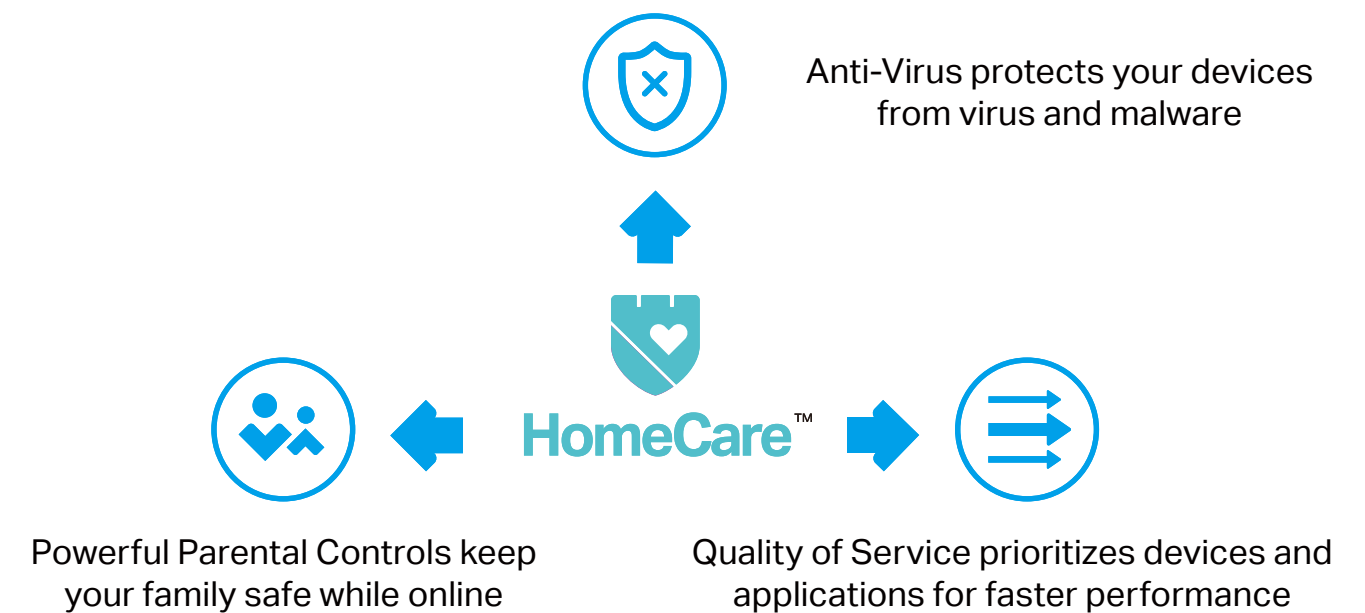 Anti-Virus protects your devices
from virus and malware
HomeCare™
Powerful Parental Controls keep
your family safe while online
Quality of Service prioritizes devices and
applications for faster performance